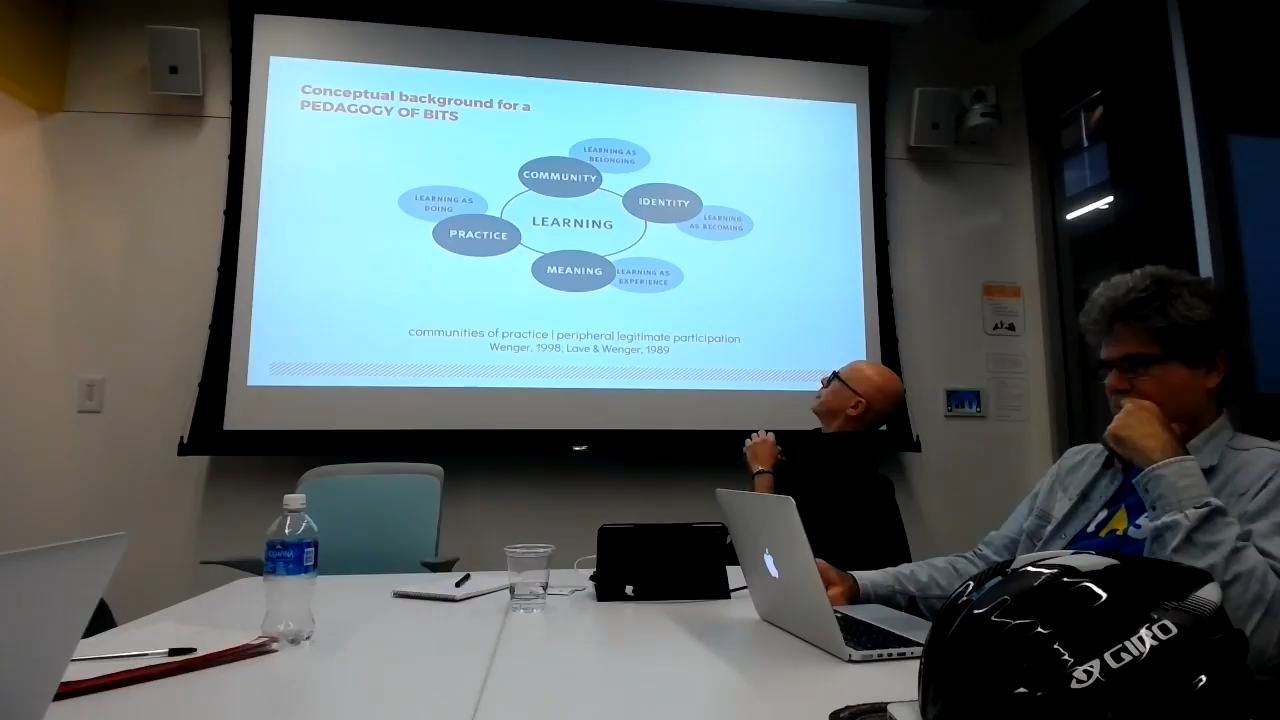 Conceptual background for a
PEDAGOGY OF BITS
LEARNING AS
BELONGING
COMMUNITY
LEARNING AS
DOING
IDENTITY
LEARNING
AS BECOMING
LEARNING
PRACTICE
MEANING
LEARNING AS
EXPERIENCE
communities of practice | peripheral legitimate participation
Wenger, 1998; Lave & Wenger, 1989
GIRO